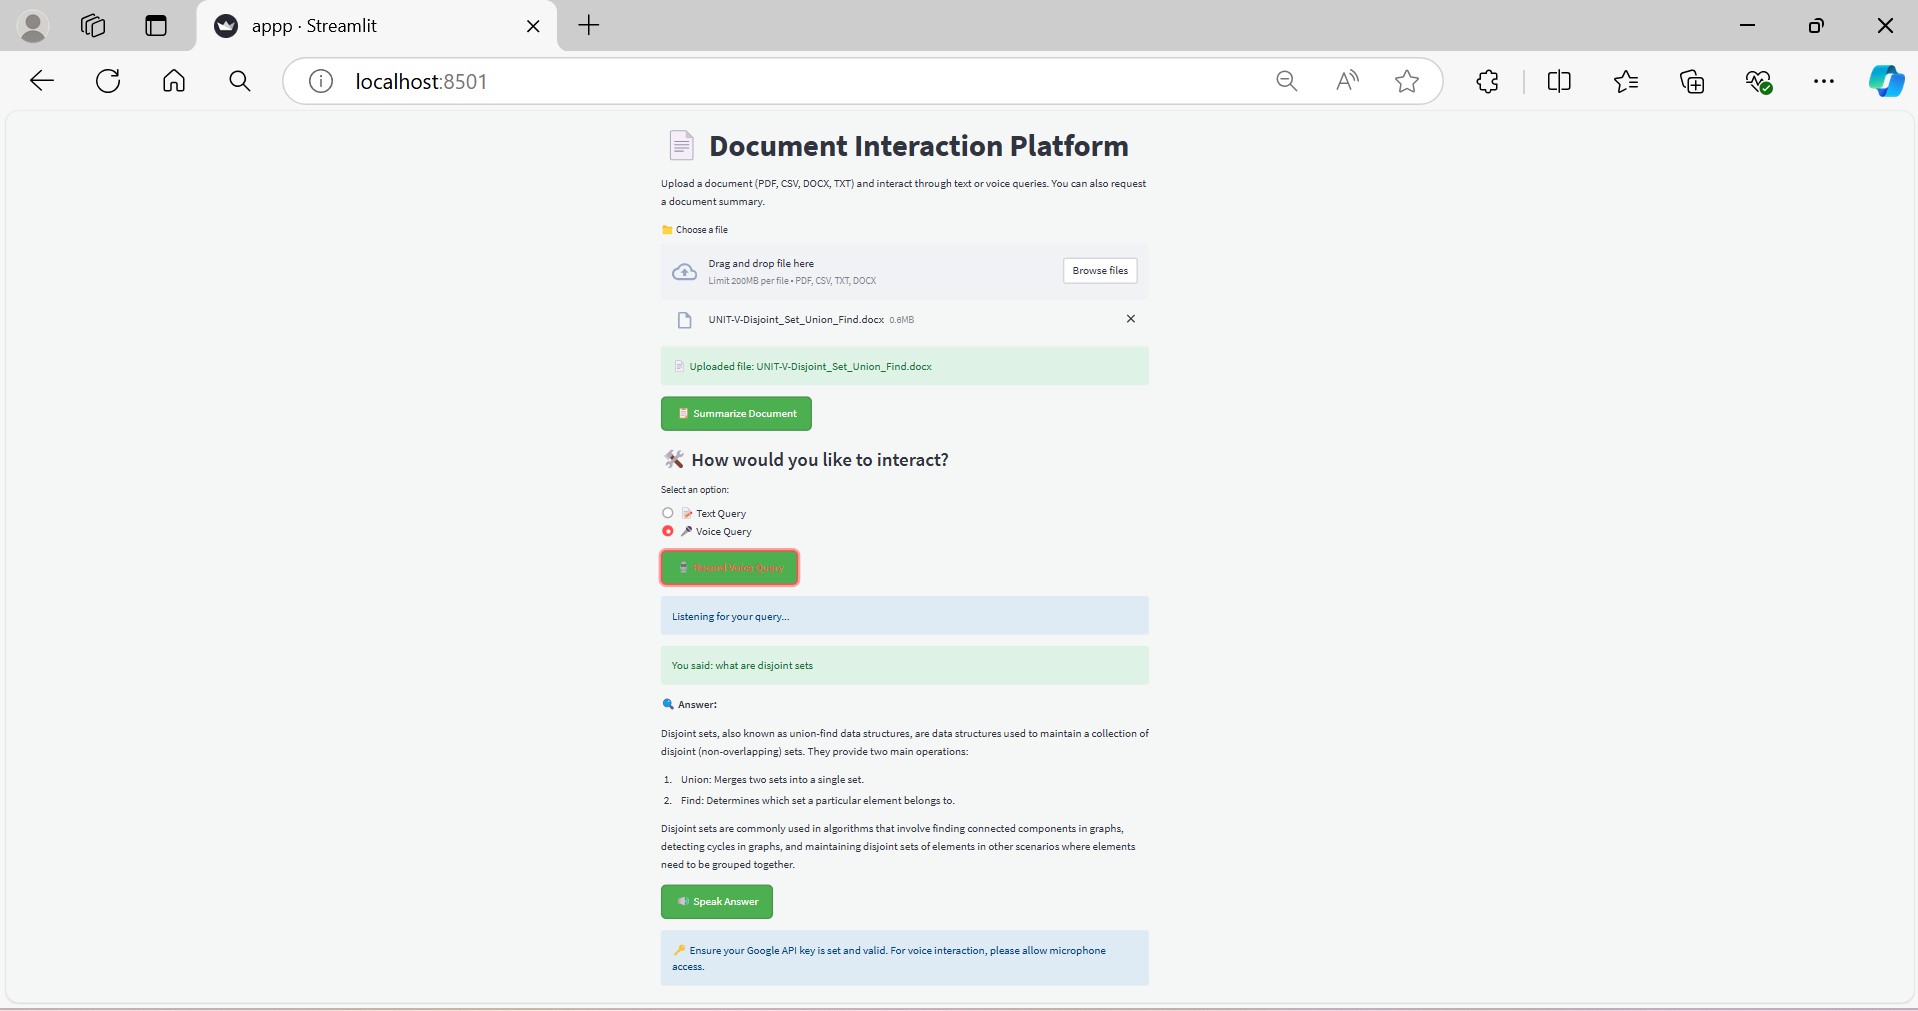 appp · Streamlit
localhost:8501
Document Interaction Platform
Upload a document (PDF, CSV, DOCX, TXT) and interact through text or voice queries. You can also request
a document summary.
Choose a file
Drag and drop file here
Limit 200MB per file • PDF, CSV, TXT, DOCX
Browse files
UNIT-V-Disjoint_Set_Union_Find.docx 0.6MB
Uploaded file: UNIT-V-Disjoint_Set_Union_Find.docx
Summarize Document
How would you like to interact?
Select an option:
Text Query
Voice Query
Record Voice Query
Listening for your query...
You said: what are disjoint sets
Answer:
Disjoint sets, also known as union-find data structures, are data structures used to maintain a collection of
disjoint (non-overlapping) sets. They provide two main operations:
1. Union: Merges two sets into a single set.
2. Find: Determines which set a particular element belongs to.
Disjoint sets are commonly used in algorithms that involve finding connected components in graphs,
detecting cycles in graphs, and maintaining disjoint sets of elements in other scenarios where elements
need to be grouped together.
Speak Answer
Ensure your Google API key is set and valid. For voice interaction, please allow microphone
access.